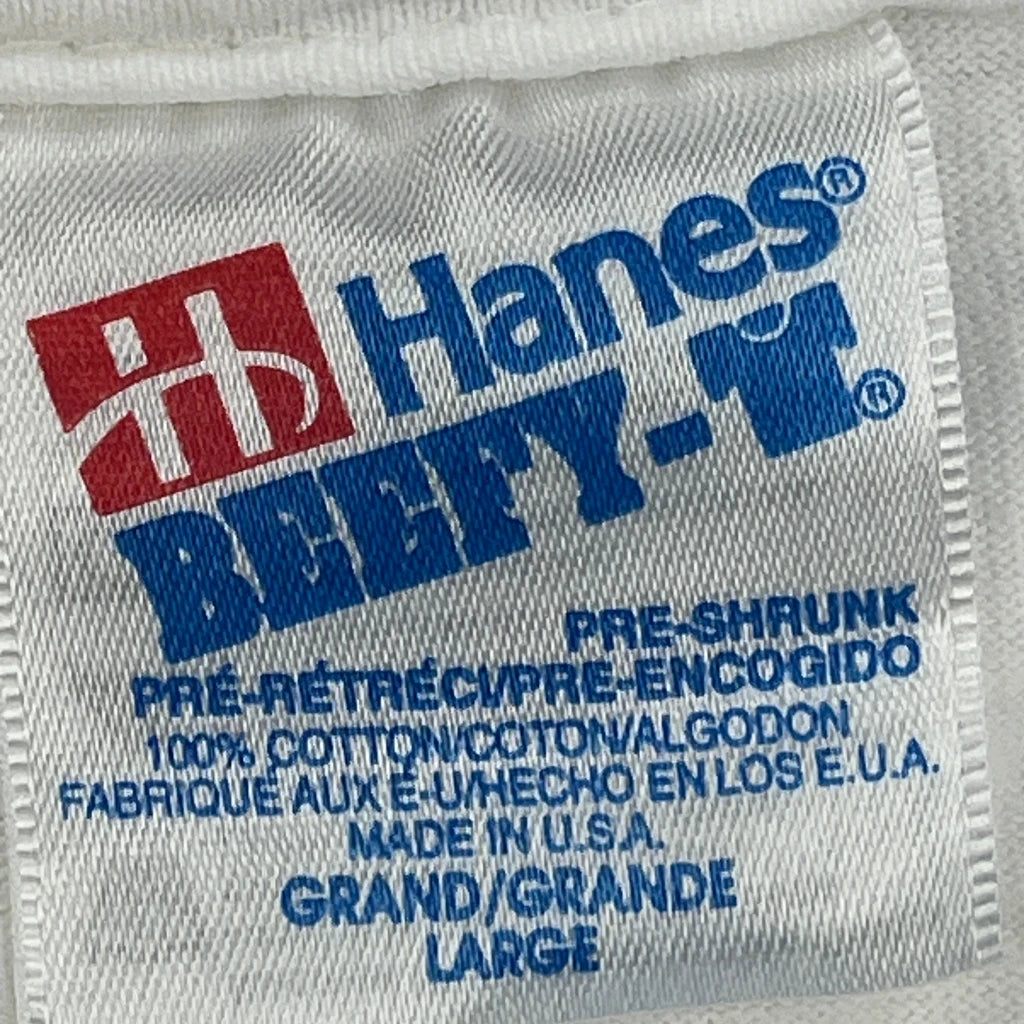 Hanes®
BEEFY-T®
PRE-SHRUNK
PRÉ-RÉTRÉCI/PRE-ENCOGIDO
100% COTTON/COTON/ALGODON
FABRIQUÉ AUX É-U/HECHO EN LOS E.U.A.
MADE IN U.S.A.
GRAND/GRANDE
LARGE